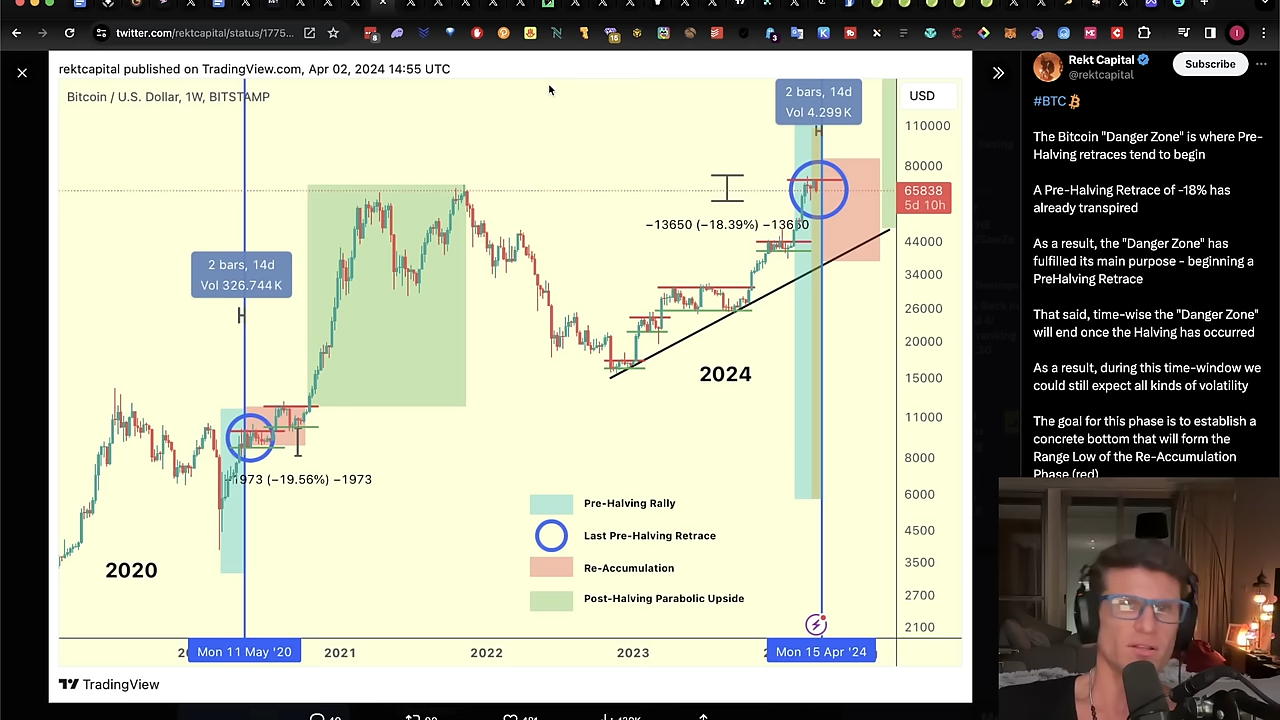 twitter.com/rektcapital/status/1775...
rektcapital published on TradingView.com, Apr 02, 2024 14:55 UTC
Bitcoin / U.S. Dollar, 1W, BITSTAMP
2 bars, 14d
Vol 4.299K
USD
110000
80000
65838
5d 10h
44000
34000
26000
20000
15000
11000
8000
6000
4500
3500
2700
2100
−13650 (−18.39%) −13650
2 bars, 14d
Vol 326.744K
2024
−1973 (−19.56%) −1973
2020
Pre-Halving Rally
Last Pre-Halving Retrace
Re-Accumulation
Post-Halving Parabolic Upside
Mon 11 May '20
2021
2022
2023
Mon 15 Apr '24
TradingView
Rekt Capital
@rektcapital
Subscribe
#BTC
The Bitcoin "Danger Zone" is where Pre-
Halving retraces tend to begin
A Pre-Halving Retrace of -18% has
already transpired
As a result, the "Danger Zone" has
fulfilled its main purpose - beginning a
PreHalving Retrace
That said, time-wise the "Danger Zone"
will end once the Halving has occurred
As a result, during this time-window we
could still expect all kinds of volatility
The goal for this phase is to establish a
concrete bottom that will form the
Range Low of the Re-Accumulation
Phase (red)